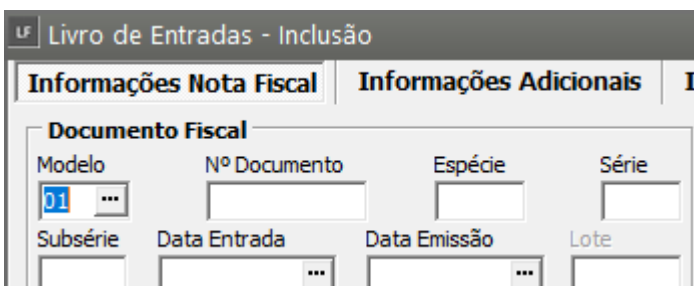 LF Livro de Entradas - Inclusão
Informações Nota Fiscal Informações Adicionais
Documento Fiscal
Modelo Nº Documento Espécie Série
01 ...
Subsérie Data Entrada Data Emissão Lote
... ...